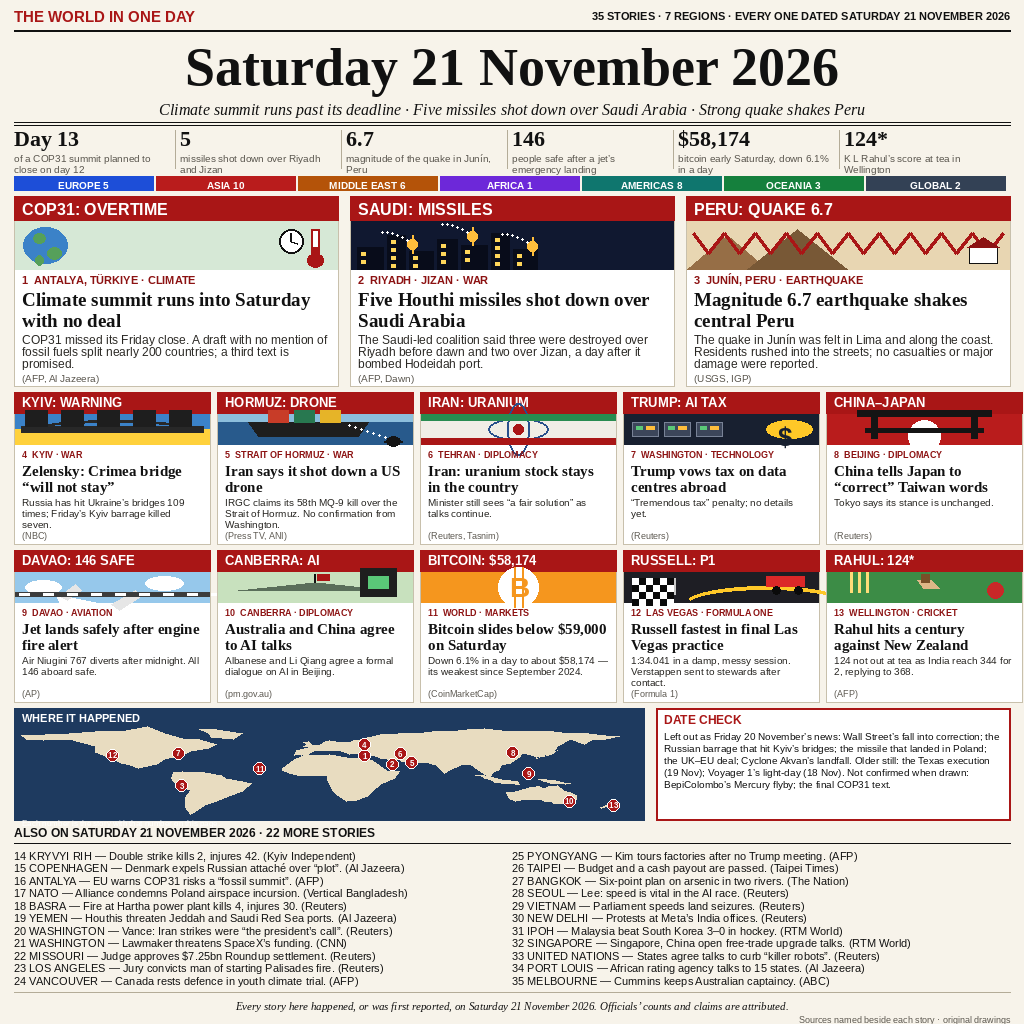 THE WORLD IN ONE DAY
35 STORIES · 7 REGIONS · EVERY ONE DATED SATURDAY 21 NOVEMBER 2026
Saturday 21 November 2026
Climate summit runs past its deadline · Five missiles shot down over Saudi Arabia · Strong quake shakes Peru
Day 13
of a COP31 summit planned to
close on day 12
5
missiles shot down over Riyadh
and Jizan
6.7
magnitude of the quake in Junín,
Peru
146
people safe after a jet's
emergency landing
$58,174
bitcoin early Saturday, down 6.1%
in a day
124*
K L Rahul's score at tea in
Wellington
EUROPE 5
ASIA 10
MIDDLE EAST 6
AFRICA 1
AMERICAS 8
OCEANIA 3
GLOBAL 2
COP31: OVERTIME
1 ANTALYA, TÜRKIYE · CLIMATE
Climate summit runs into Saturday
with no deal
COP31 missed its Friday close. A draft with no mention of
fossil fuels split nearly 200 countries; a third text is
promised.
(AFP, Al Jazeera)
SAUDI: MISSILES
2 RIYADH · JIZAN · WAR
Five Houthi missiles shot down over
Saudi Arabia
The Saudi-led coalition said three were destroyed over
Riyadh before dawn and two over Jizan, a day after it
bombed Hodeidah port.
(AFP, Dawn)
PERU: QUAKE 6.7
3 JUNÍN, PERU · EARTHQUAKE
Magnitude 6.7 earthquake shakes
central Peru
The quake in Junín was felt in Lima and along the coast.
Residents rushed into the streets; no casualties or major
damage were reported.
(USGS, IGP)
KYIV: WARNING
4 KYIV · WAR
Zelensky: Crimea bridge
“will not stay”
Russia has hit Ukraine's bridges 109
times; Friday's Kyiv barrage killed
seven.
(NBC)
HORMUZ: DRONE
5 STRAIT OF HORMUZ · WAR
Iran says it shot down a US
drone
IRGC claims its 58th MQ-9 kill over the
Strait of Hormuz. No confirmation from
Washington.
(Press TV, ANI)
IRAN: URANIUM
6 TEHRAN · DIPLOMACY
Iran: uranium stock stays
in the country
Minister still sees “a fair solution” as
talks continue.
(Reuters, Tasnim)
TRUMP: AI TAX
$
7 WASHINGTON · TECHNOLOGY
Trump vows tax on data
centres abroad
“Tremendous tax” penalty; no details
yet.
(Reuters)
CHINA–JAPAN
8 BEIJING · DIPLOMACY
China tells Japan to
“correct” Taiwan words
Tokyo says its stance is unchanged.
(Reuters)
DAVAO: 146 SAFE
9 DAVAO · AVIATION
Jet lands safely after engine
fire alert
Air Niugini 767 diverts after midnight. All
146 aboard safe.
(AP)
CANBERRA: AI
10 CANBERRA · DIPLOMACY
Australia and China agree
to AI talks
Albanese and Li Qiang agree a formal
dialogue on AI in Beijing.
(pm.gov.au)
BITCOIN: $58,174
B
11 WORLD · MARKETS
Bitcoin slides below $59,000
on Saturday
Down 6.1% in a day to about $58,174 —
its weakest since September 2024.
(CoinMarketCap)
RUSSELL: P1
12 LAS VEGAS · FORMULA ONE
Russell fastest in final Las
Vegas practice
1:34.041 in a damp, messy session.
Verstappen sent to stewards after
contact.
(Formula 1)
RAHUL: 124*
13 WELLINGTON · CRICKET
Rahul hits a century
against New Zealand
124 not out at tea as India reach 344 for
2, replying to 368.
(AFP)
WHERE IT HAPPENED
12
7
3
11
4
1
2
6
5
8
9
10
13
DATE CHECK
Left out as Friday 20 November's news: Wall Street's fall into correction; the
Russian barrage that hit Kyiv's bridges; the missile that landed in Poland;
the UK–EU deal; Cyclone Akvan's landfall. Older still: the Texas execution
(19 Nov); Voyager 1's light-day (18 Nov). Not confirmed when drawn:
BepiColombo's Mercury flyby; the final COP31 text.
ALSO ON SATURDAY 21 NOVEMBER 2026 · 22 MORE STORIES
14 KRYVYI RIH — Double strike kills 2, injures 42. (Kyiv Independent)
15 COPENHAGEN — Denmark expels Russian attaché over “plot”. (Al Jazeera)
16 ANTALYA — EU warns COP31 risks a “fossil summit”. (AFP)
17 NATO — Alliance condemns Poland airspace incursion. (Vertical Bangladesh)
18 BASRA — Fire at Hartha power plant kills 4, injures 30. (Reuters)
19 YEMEN — Houthis threaten Jeddah and Saudi Red Sea ports. (Al Jazeera)
20 WASHINGTON — Vance: Iran strikes were “the president's call”. (Reuters)
21 WASHINGTON — Lawmaker threatens SpaceX's funding. (CNN)
22 MISSOURI — Judge approves $7.25bn Roundup settlement. (Reuters)
23 LOS ANGELES — Jury convicts man of starting Palisades fire. (Reuters)
24 VANCOUVER — Canada rests defence in youth climate trial. (AFP)
25 PYONGYANG — Kim tours factories after no Trump meeting. (AFP)
26 TAIPEI — Budget and a cash payout are passed. (Taipei Times)
27 BANGKOK — Six-point plan on arsenic in two rivers. (The Nation)
28 SEOUL — Lee: speed is vital in the AI race. (Reuters)
29 VIETNAM — Parliament speeds land seizures. (Reuters)
30 NEW DELHI — Protests at Meta's India offices. (Reuters)
31 IPOH — Malaysia beat South Korea 3–0 in hockey. (RTM World)
32 SINGAPORE — Singapore, China open free-trade upgrade talks. (RTM World)
33 UNITED NATIONS — States agree talks to curb “killer robots”. (Reuters)
34 PORT LOUIS — African rating agency talks to 15 states. (Al Jazeera)
35 MELBOURNE — Cummins keeps Australian captaincy. (ABC)
Every story here happened, or was first reported, on Saturday 21 November 2026. Officials' counts and claims are attributed.
Sources named beside each story · original drawings